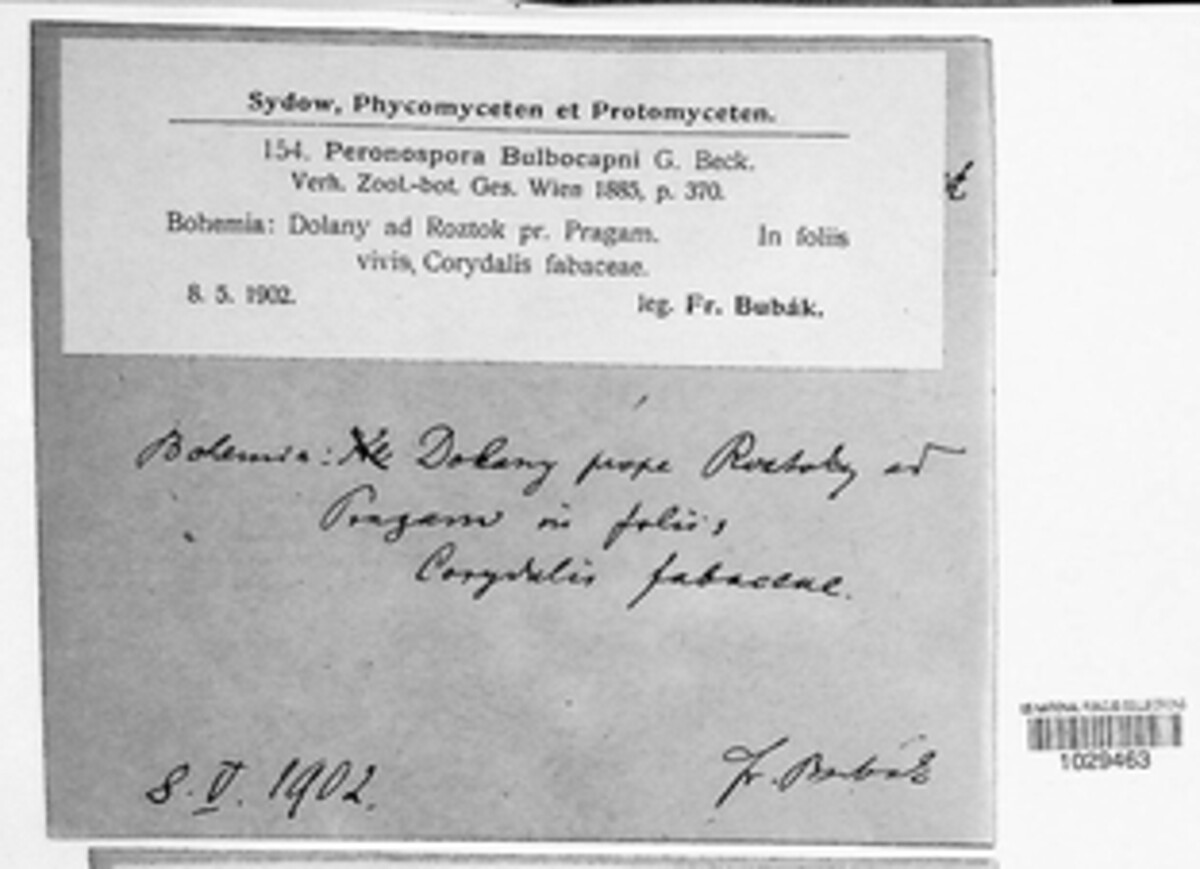 Sydow, Phycomyceten et Protomyceten.
154. Peronospora Bulbocapni G. Beck.
Verh. Zool.-bot. Ges. Wien 1885, p. 370.
Bohemia: Dolany ad Roztok pr. Pragam. In foliis
vivis, Corydalis fabaceae.
8. 5. 1902. leg. Fr. Bubák.
Bohemia: Dolany prope Roztoky ad
Pragam in foliis
Corydalis fabaceae.
8. V. 1902. Fr. Bubák
1029463